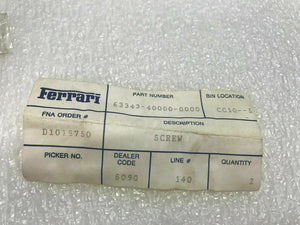 Ferrari
PART NUMBER
BIN LOCATION
63343-40000-0000
CC10--
FNA ORDER #
DESCRIPTION
SCREW
PICKER NO.
DEALER CODE
LINE #
QUANTITY
6090
140
2